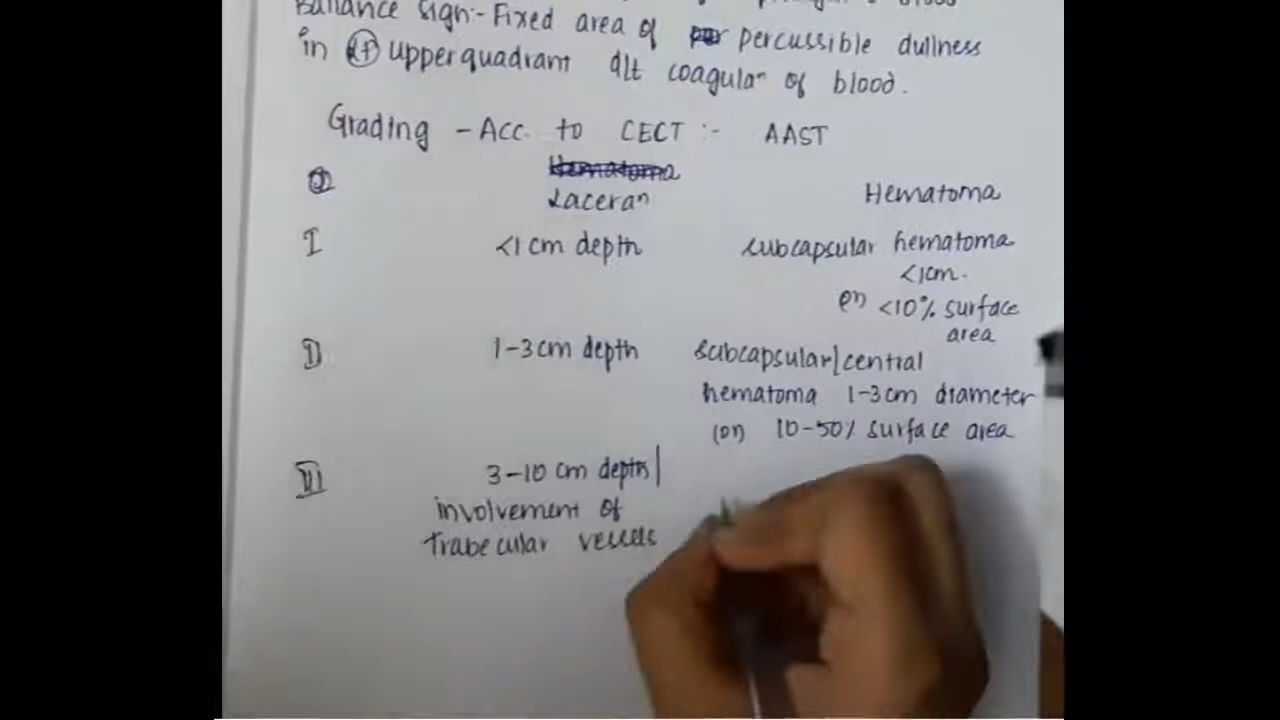 Ballance sign:- Fixed area of percussible dullness
in (Lt) upper quadrant d/t coagulaⁿ of blood.
Grading - Acc. to CECT :- AAST
Hematoma
Laceraⁿ Hematoma
I <1 cm depth subcapsular hematoma
<1cm.
(or) <10% surface
area
II 1-3 cm depth subcapsular/central
hematoma 1-3 cm diameter
(or) 10-50% surface area
III 3-10 cm depth/
involvement of
trabecular vessels